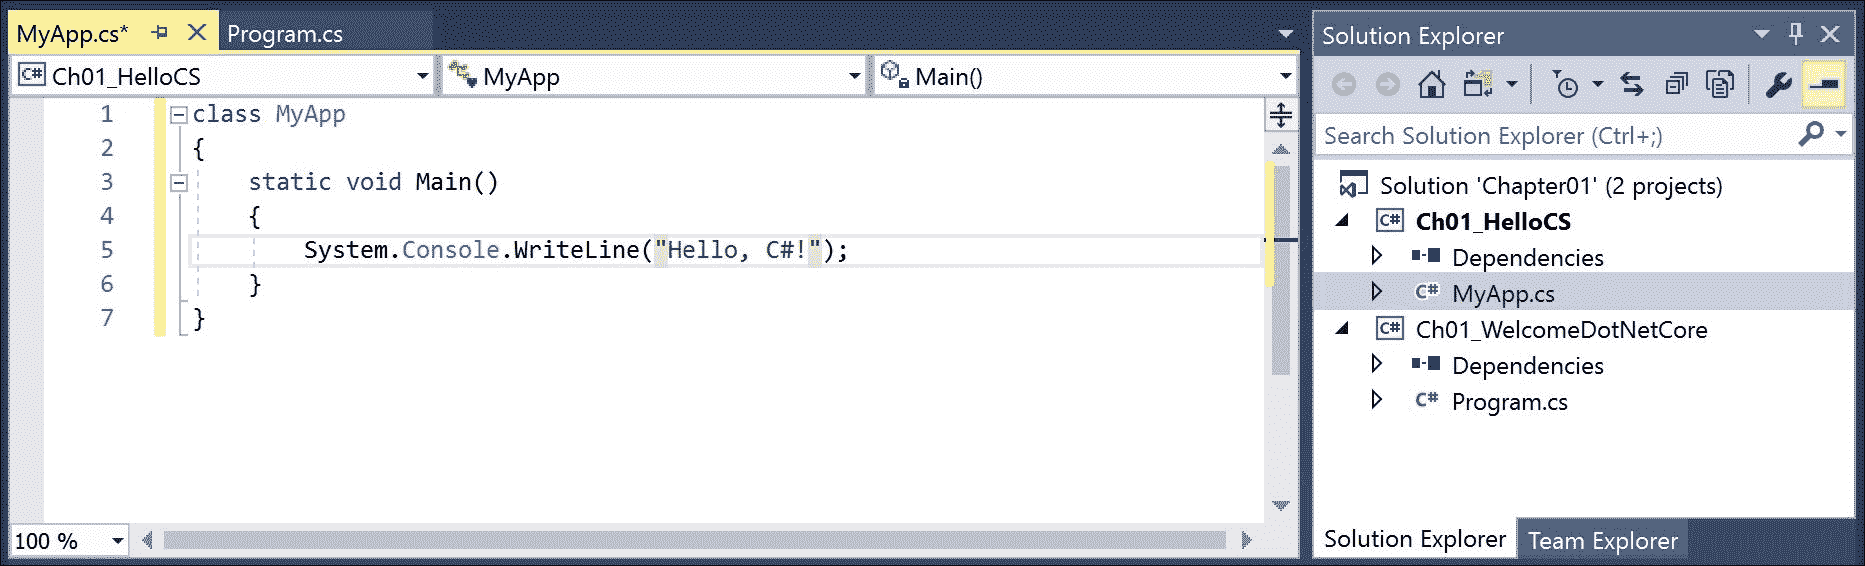 MyApp.cs* Program.cs
C# Ch01_HelloCS MyApp Main()
1 class MyApp
2 {
3 static void Main()
4 {
5 System.Console.WriteLine("Hello, C#!");
6 }
7 }
100 %
Solution Explorer
Search Solution Explorer (Ctrl+;)
Solution 'Chapter01' (2 projects)
C# Ch01_HelloCS
Dependencies
C# MyApp.cs
C# Ch01_WelcomeDotNetCore
Dependencies
C# Program.cs
Solution Explorer Team Explorer